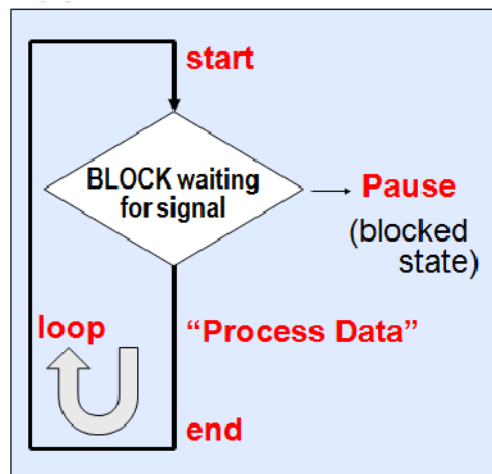 start
BLOCK waiting
for signal
Pause
(blocked
state)
loop
“Process Data”
end